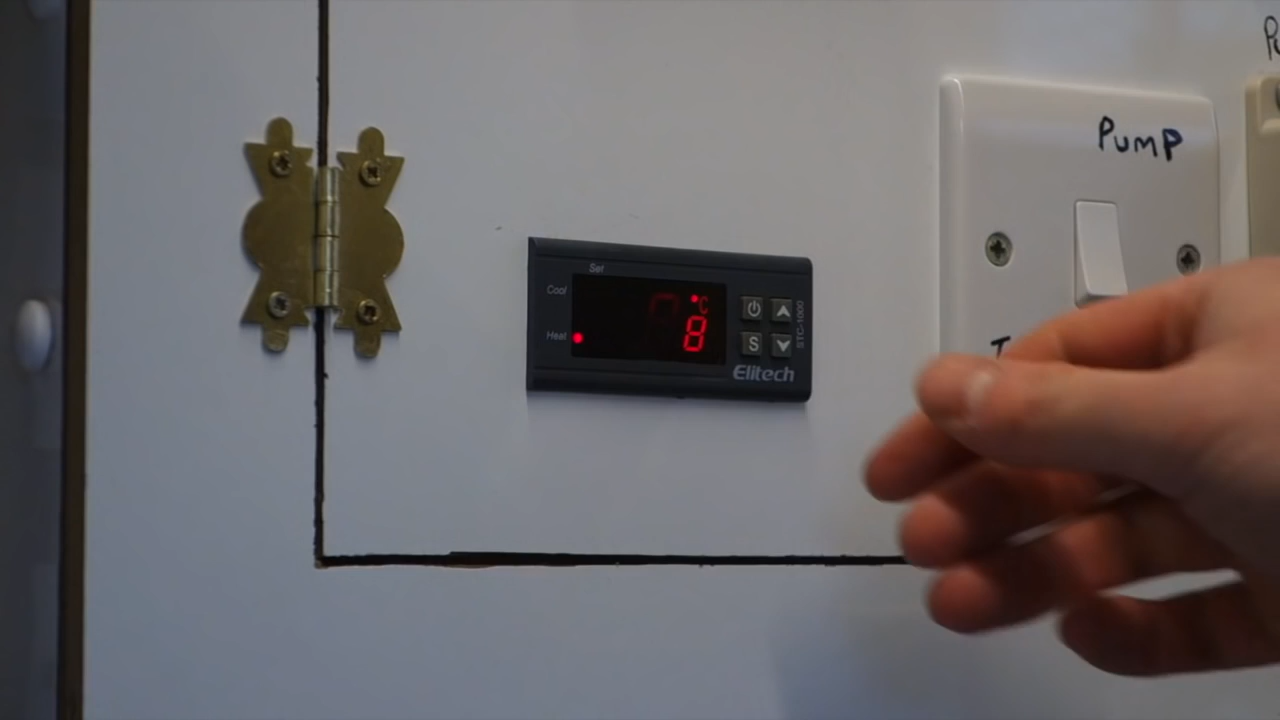 Set
Cool
°C
Heat
8
S
STC-1000
Elitech
PUMP